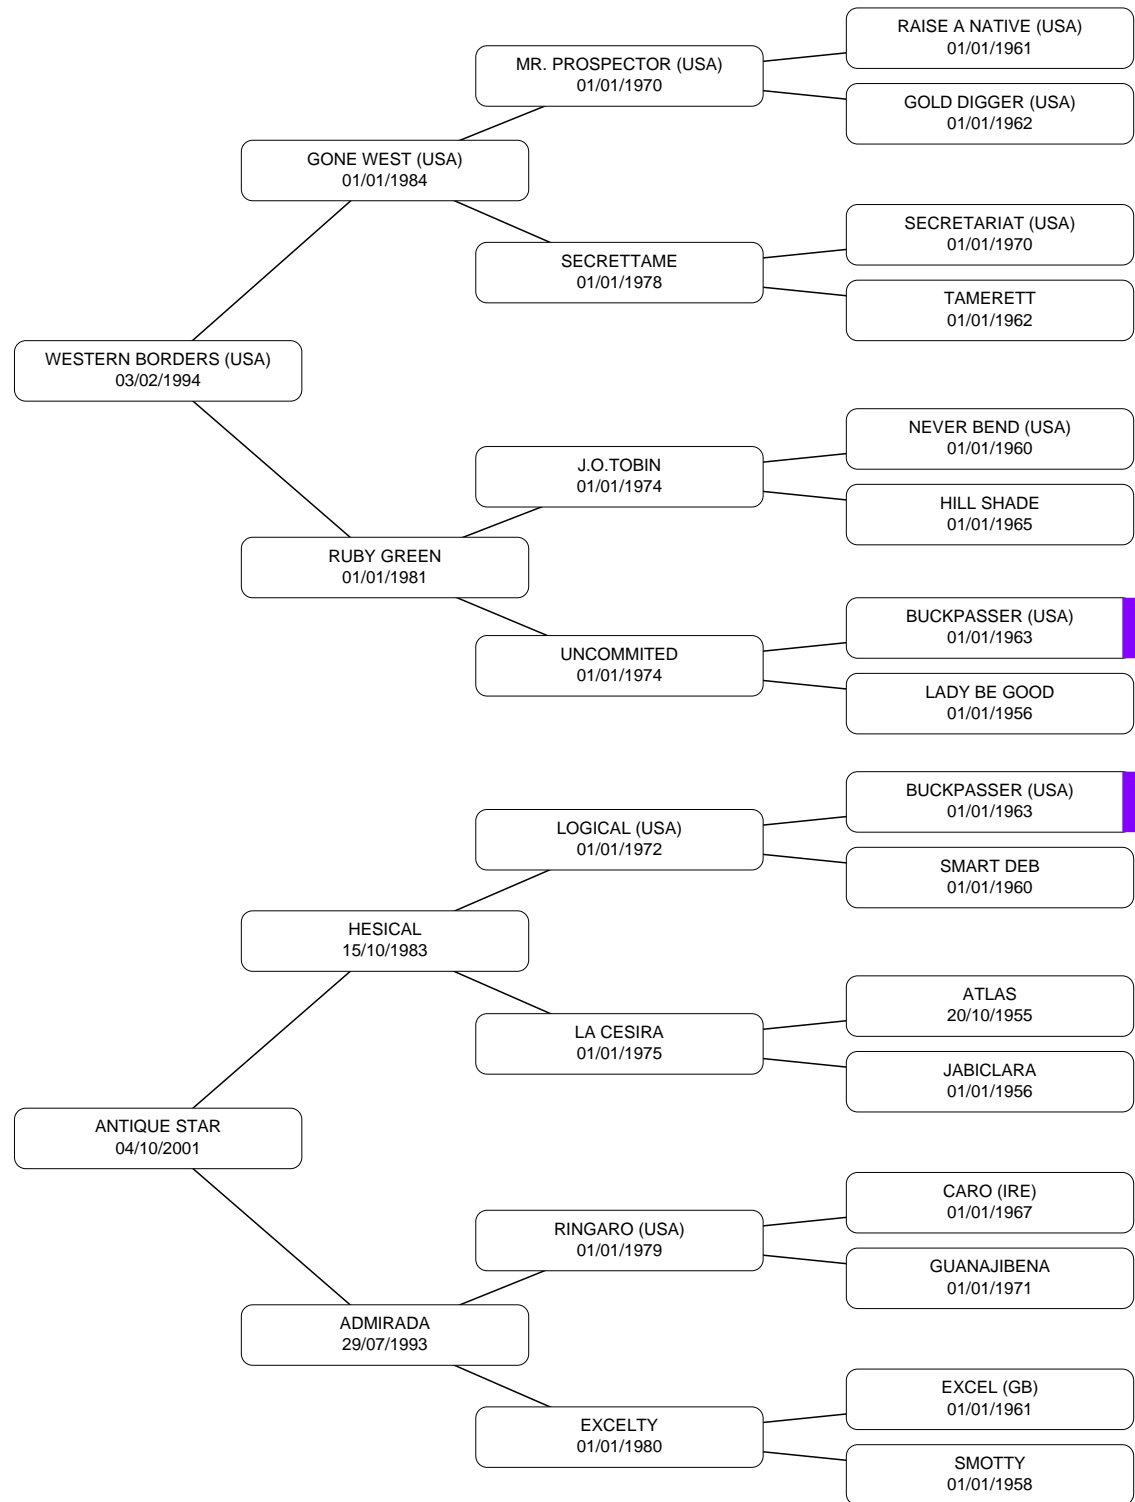 RAISE A NATIVE (USA)
01/01/1961
MR. PROSPECTOR (USA)
01/01/1970
GOLD DIGGER (USA)
01/01/1962
GONE WEST (USA)
01/01/1984
SECRETARIAT (USA)
01/01/1970
SECRETTAME
01/01/1978
TAMERETT
01/01/1962
WESTERN BORDERS (USA)
03/02/1994
NEVER BEND (USA)
01/01/1960
J.O.TOBIN
01/01/1974
HILL SHADE
01/01/1965
RUBY GREEN
01/01/1981
BUCKPASSER (USA)
01/01/1963
UNCOMMITED
01/01/1974
LADY BE GOOD
01/01/1956
BUCKPASSER (USA)
01/01/1963
LOGICAL (USA)
01/01/1972
SMART DEB
01/01/1960
HESICAL
15/10/1983
ATLAS
20/10/1955
LA CESIRA
01/01/1975
JABICLARA
01/01/1956
ANTIQUE STAR
04/10/2001
CARO (IRE)
01/01/1967
RINGARO (USA)
01/01/1979
GUANAJIBENA
01/01/1971
ADMIRADA
29/07/1993
EXCEL (GB)
01/01/1961
EXCELTY
01/01/1980
SMOTTY
01/01/1958